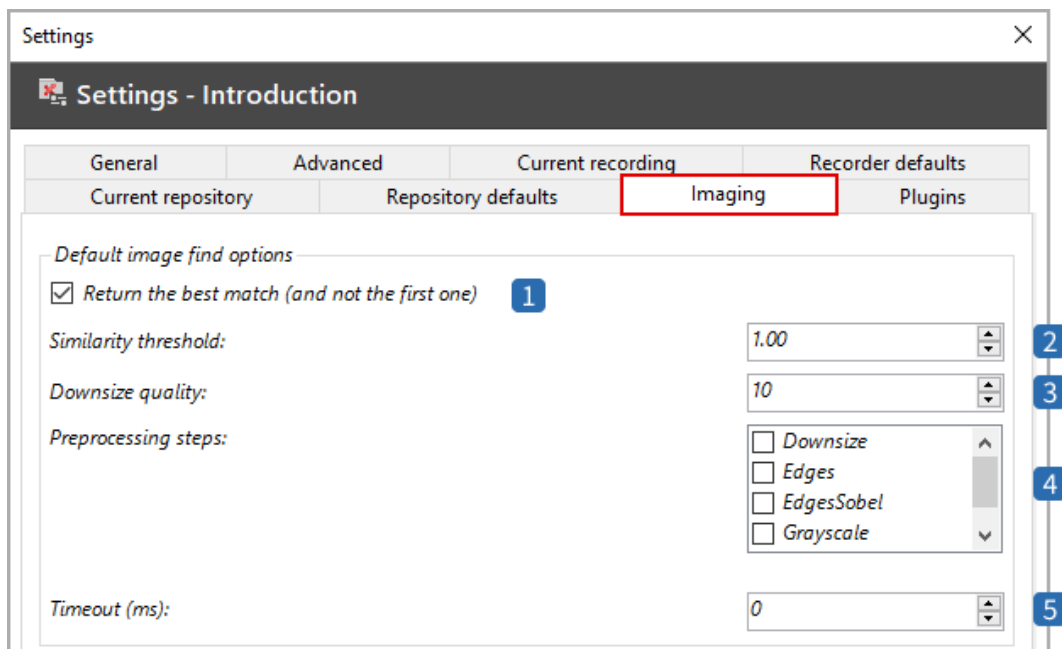 Settings
Settings - Introduction
General Advanced Current recording Recorder defaults
Current repository Repository defaults Imaging Plugins
Default image find options
Return the best match (and not the first one) 1
Similarity threshold: 1.00 2
Downsize quality: 10 3
Preprocessing steps: Downsize
Edges
4
EdgesSobel
Grayscale
Timeout (ms): 0 5